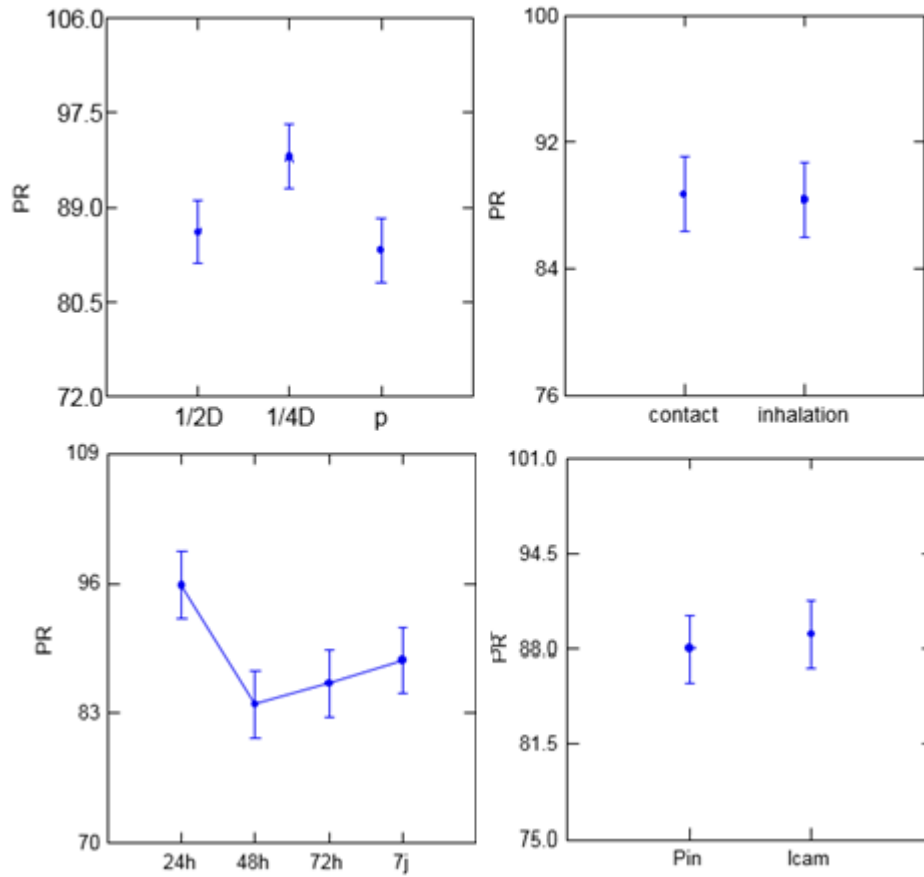 106.0
97.5
89.0
80.5
72.0
PR
1/2D 1/4D p
100
92
84
76
PR
contact inhalation
109
96
83
70
PR
24h 48h 72h 7j
101.0
94.5
88.0
81.5
75.0
PR
Pin Icam